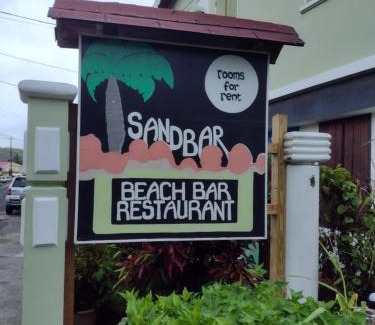 rooms
for
rent
SANDBAR
BEACH BAR
RESTAURANT